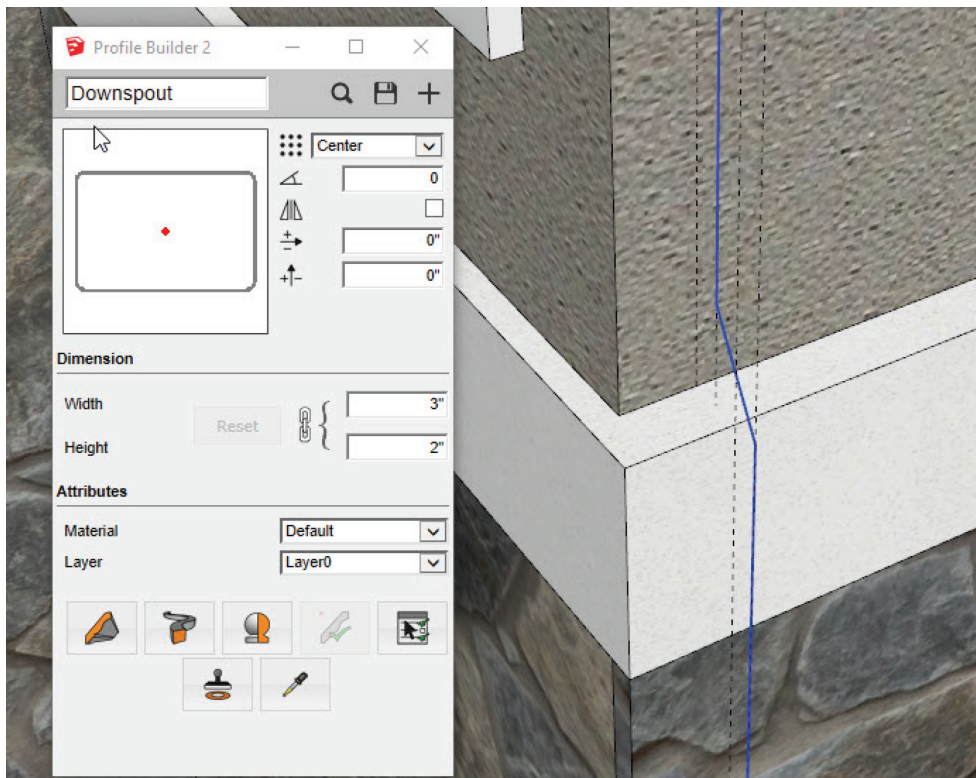 Profile Builder 2
Downspout
Center
0
0"
0"
Dimension
Width
3"
Reset
Height
2"
Attributes
Material
Default
Layer
Layer0